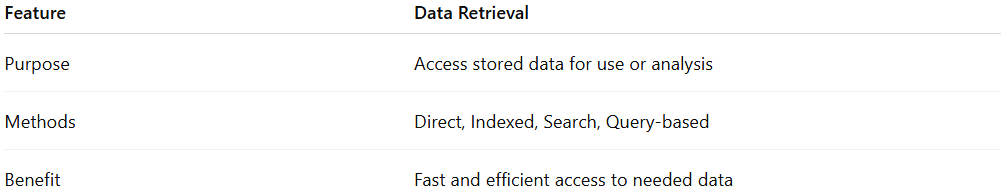 Feature Data Retrieval
Purpose Access stored data for use or analysis
Methods Direct, Indexed, Search, Query-based
Benefit Fast and efficient access to needed data